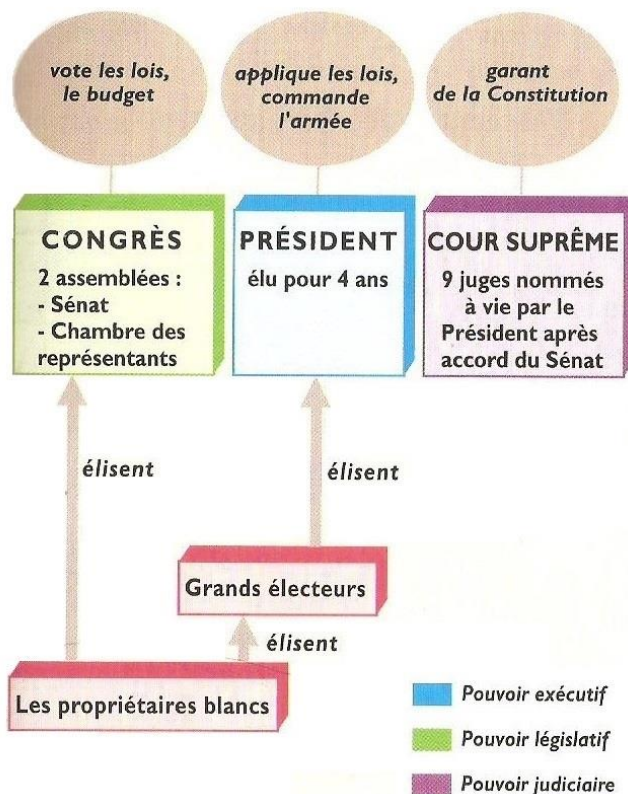 vote les lois,
le budget
applique les lois,
commande
l'armée
garant
de la Constitution
CONGRÈS
2 assemblées :
- Sénat
- Chambre des
représentants
PRÉSIDENT
élu pour 4 ans
COUR SUPRÊME
9 juges nommés
à vie par le
Président après
accord du Sénat
élisent
élisent
Grands électeurs
élisent
Les propriétaires blancs
Pouvoir exécutif
Pouvoir législatif
Pouvoir judiciaire